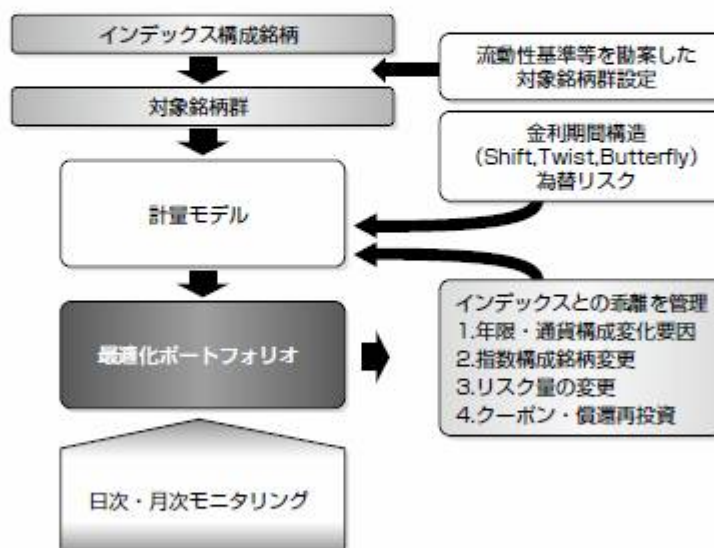 インデックス構成銘柄
流動性基準等を勘案した
対象銘柄群設定
対象銘柄群
金利期間構造
(Shift,Twist,Butterfly)
為替リスク
計量モデル
インデックスとの乖離を管理
1.年限・通貨構成変化要因
2.指数構成銘柄変更
3.リスク量の変更
4.クーポン・償還再投資
最適化ポートフォリオ
日次・月次モニタリング